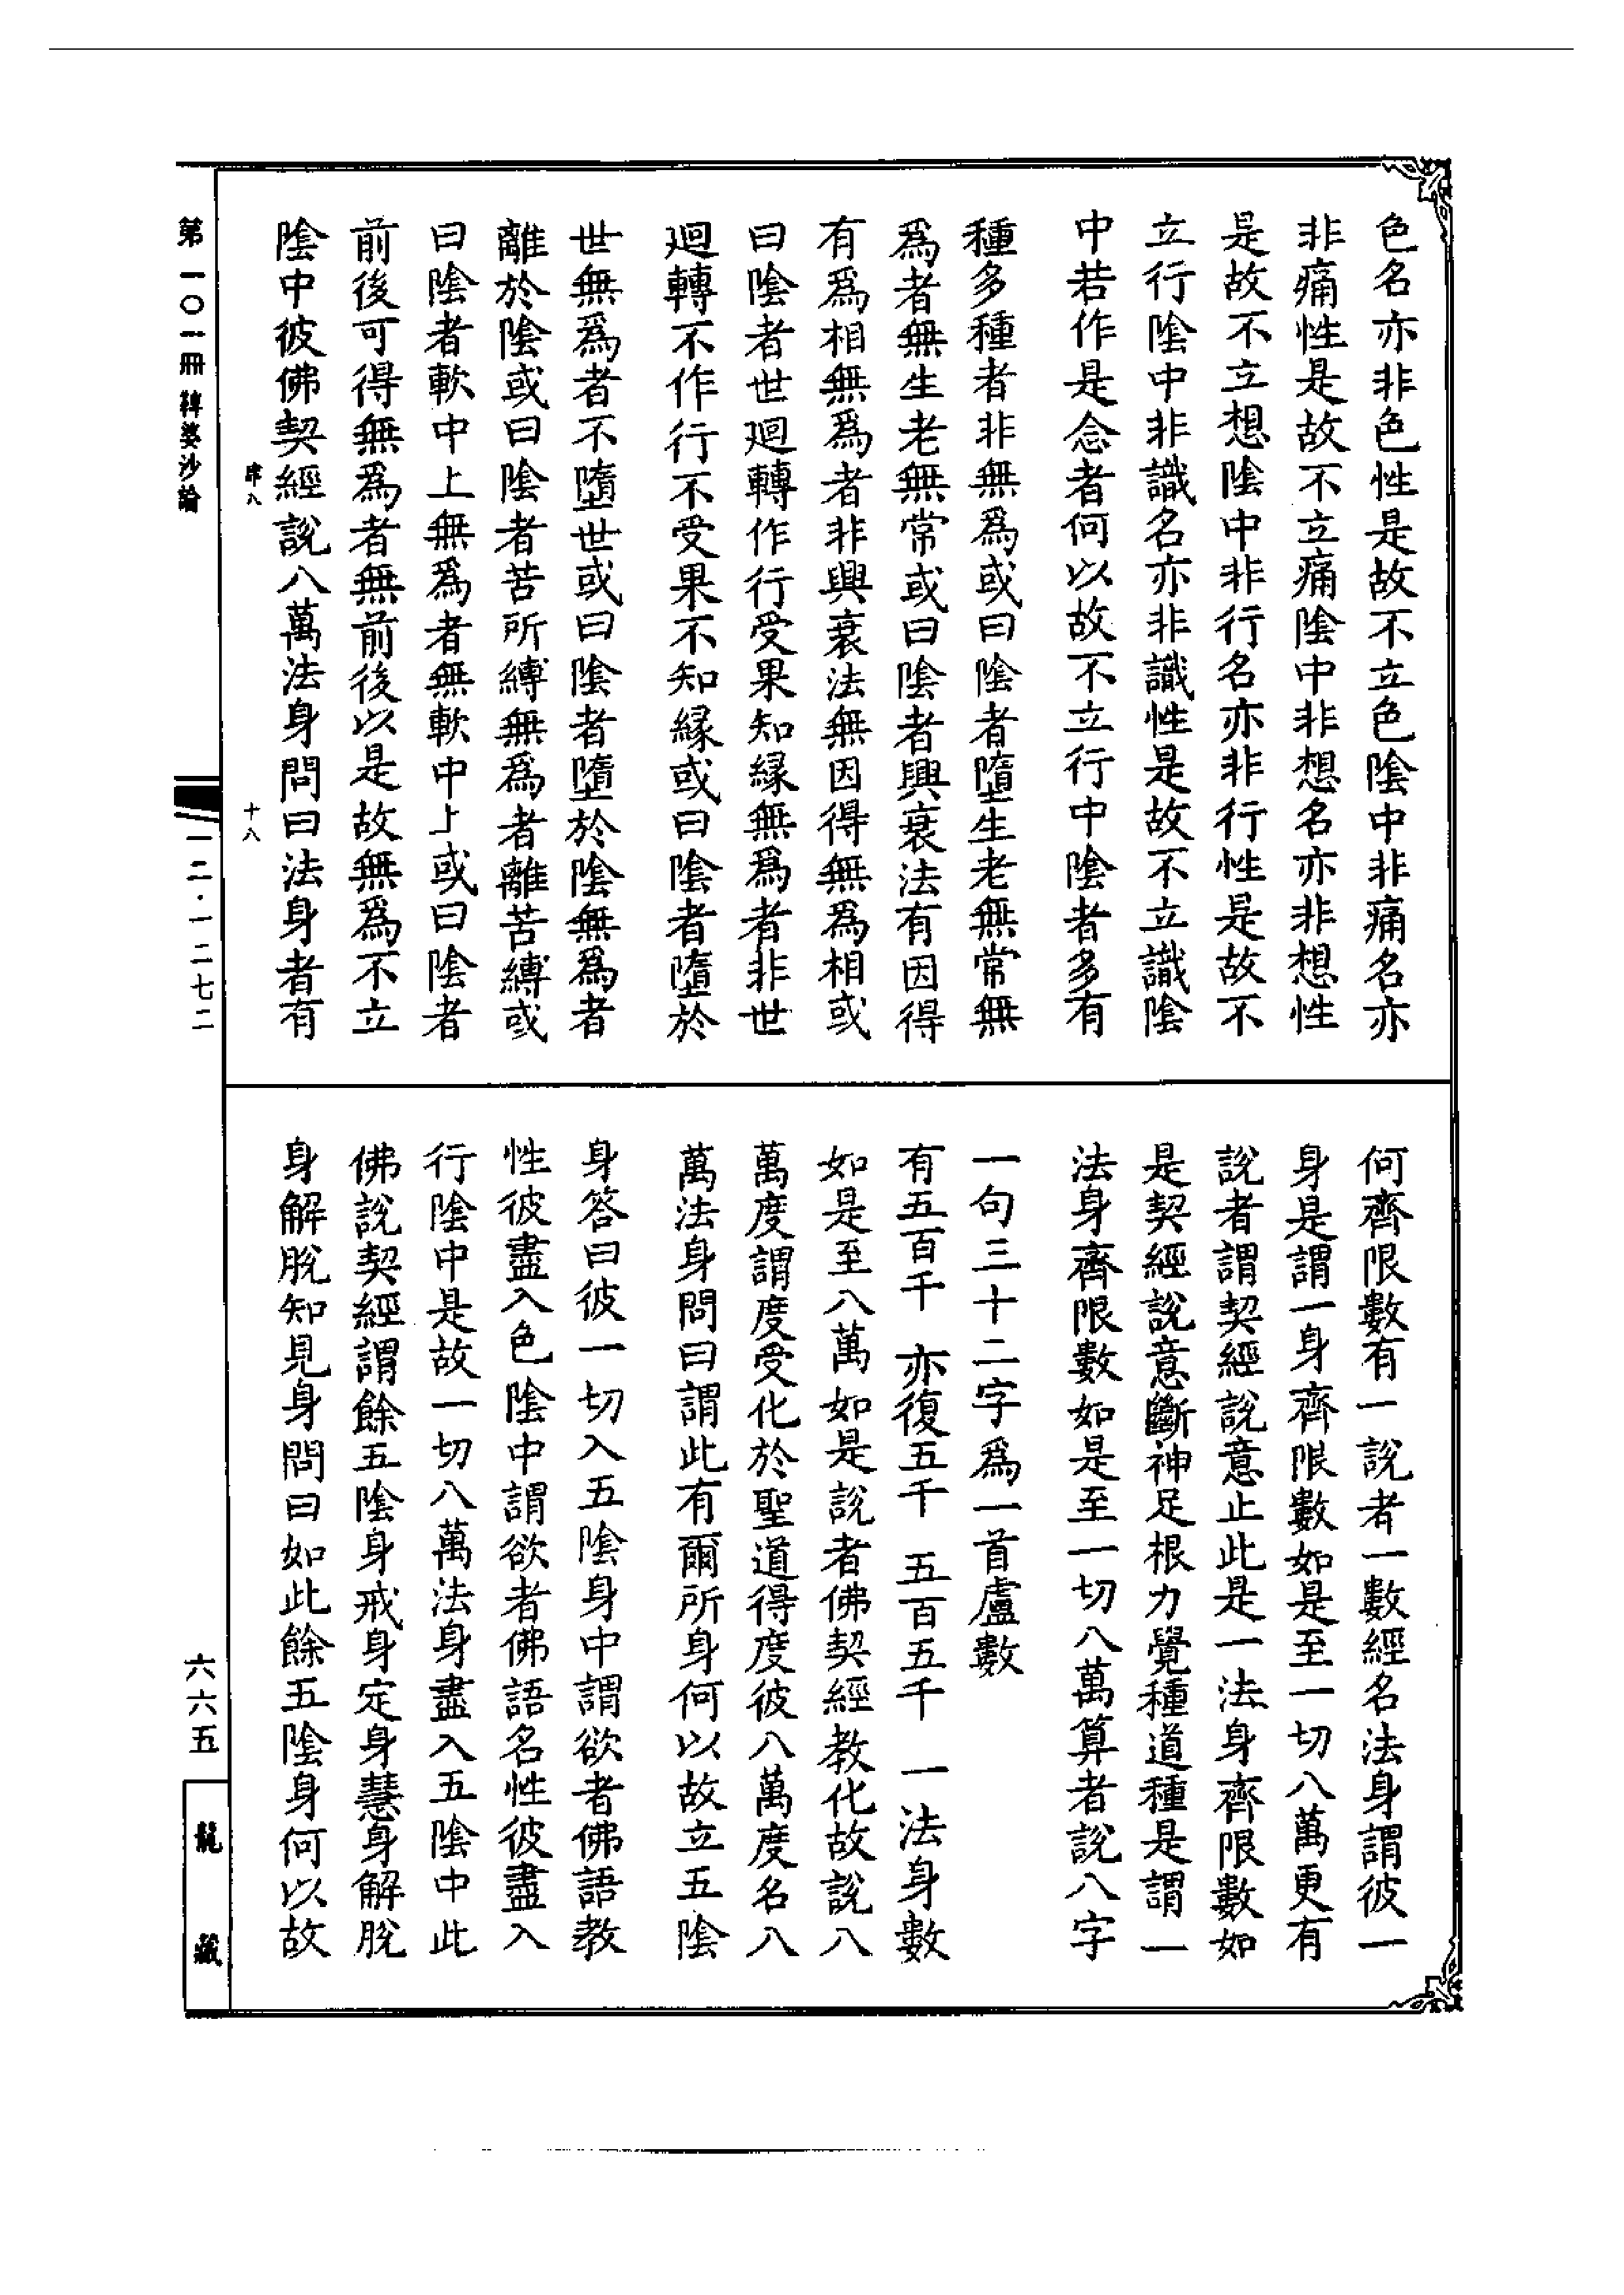 色名亦非色性是故不立色陰中非痛名亦
非痛性是故不立痛陰中非想名亦非想性
是故不立想陰中非行名亦非行性是故不
立行陰中非識名亦非識性是故不立識陰
中若作是念者何以故不立行中陰者多有
種多種者非無爲或曰陰者墮生老無常無
爲者無生老無常或曰陰者興衰法有因得
有爲相無爲者非興衰法無因得無爲相或
曰陰者世迴轉作行受果知緣無爲者非世
迴轉不作行不受果不知緣或曰陰者墮於
世無爲者不墮世或曰陰者墮於陰無爲者
離於陰或曰陰者苦所縛無爲者離苦縛或
曰陰者軟中上無爲者無軟中上或曰陰者
前後可得無爲者無前後以是故無爲不立
陰中彼佛契經說八萬法身問曰法身者有
何齊限數有一說者一數經名法身謂彼一
身是謂一身齊限數如是至一切八萬更有
說者謂契經說意止此是一法身齊限數如
是契經說意斷神足根力覺種道種是謂一
法身齊限數如是至一切八萬算者說八字
一句三十二字爲一首盧數
有五百千 亦復五千 五百五千 一法身數
如是至八萬如是說者佛契經教化故說八
萬度謂度受化於聖道得度彼八萬度名八
萬法身問曰謂此有爾所身何以故立五陰
身答曰彼一切入五陰身中謂欲者佛語教
性彼盡入色陰中謂欲者佛語名性彼盡入
行陰中是故一切八萬法身盡入五陰中此
佛說契經謂餘五陰身戒身定身慧身解脫
身解脫知見身問曰如此餘五陰身何以故
肆八
十八
第一〇一冊 鞞婆沙論
一二·一二七二
六六五
龍藏